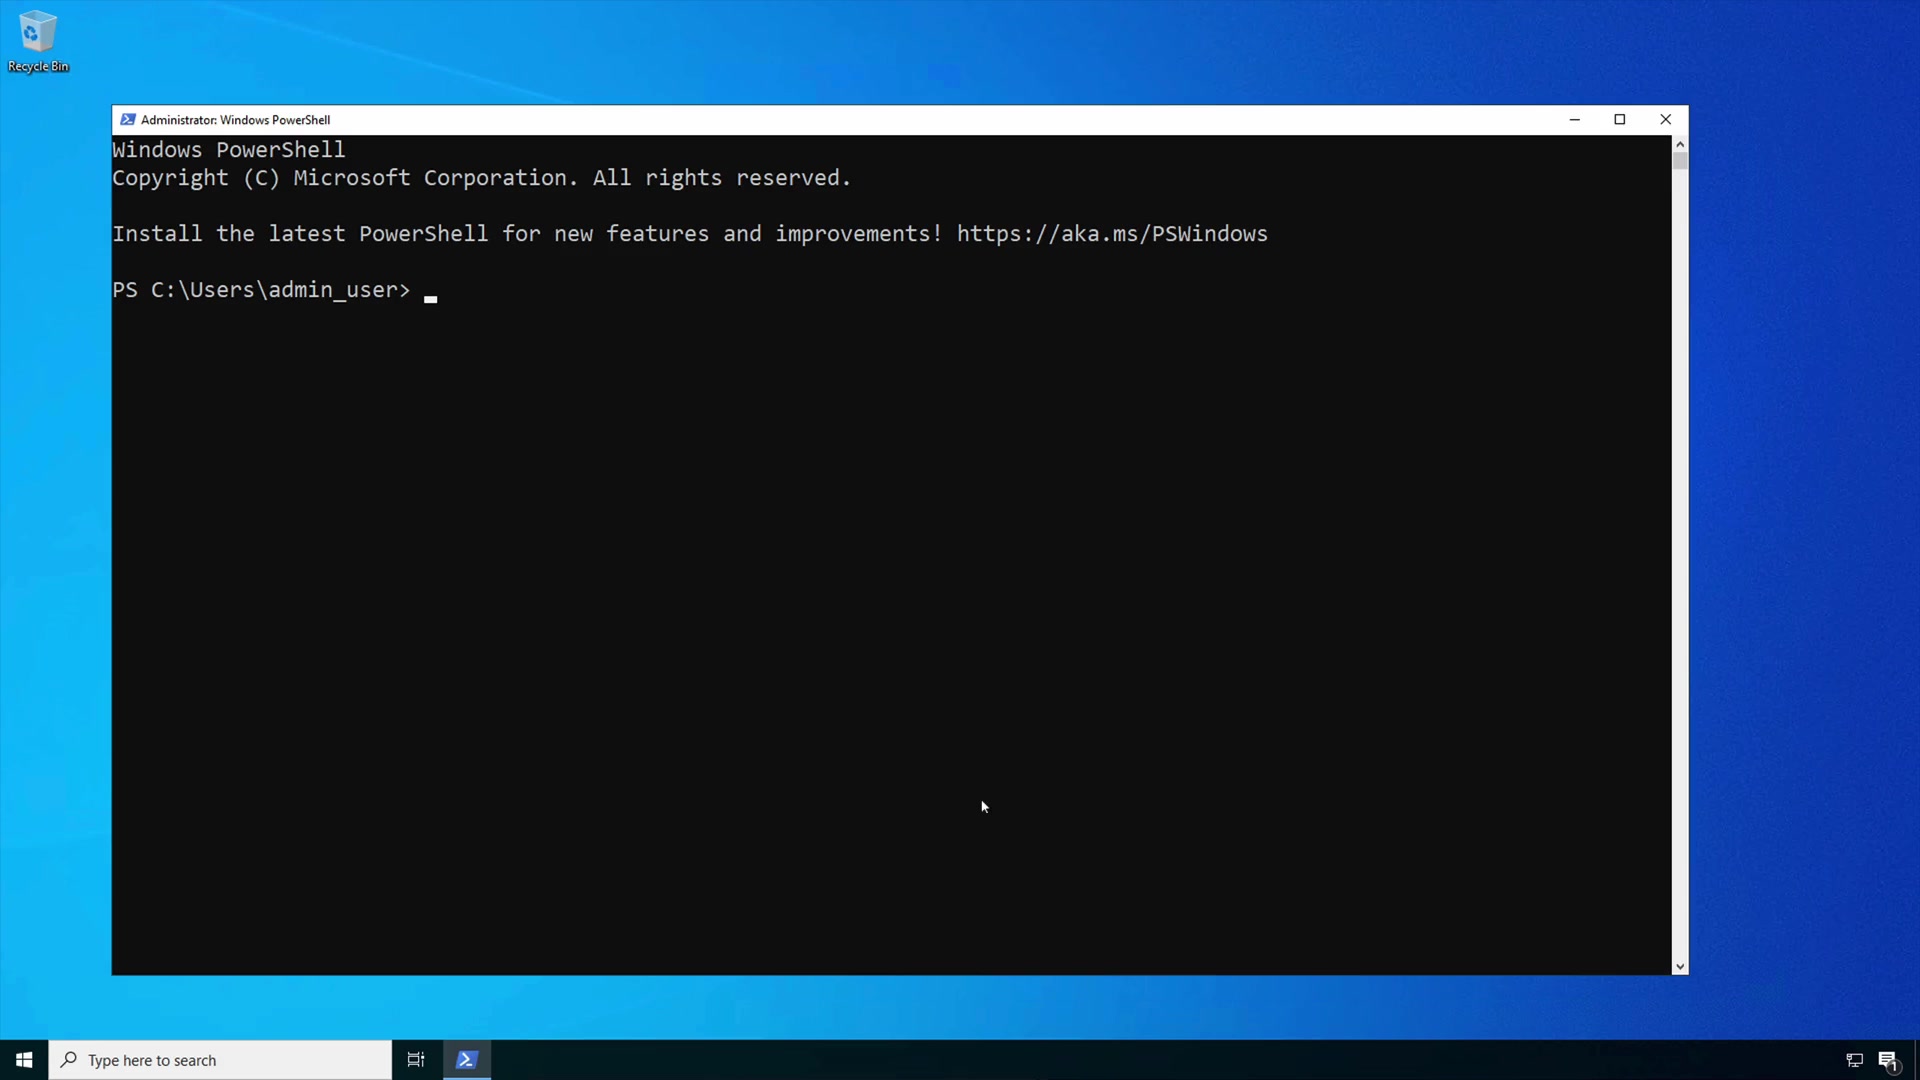 Recycle Bin
Administrator: Windows PowerShell
Windows PowerShell
Copyright (C) Microsoft Corporation. All rights reserved.
Install the latest PowerShell for new features and improvements! https://aka.ms/PSWindows
PS C:\Users\admin_user>
Type here to search
1